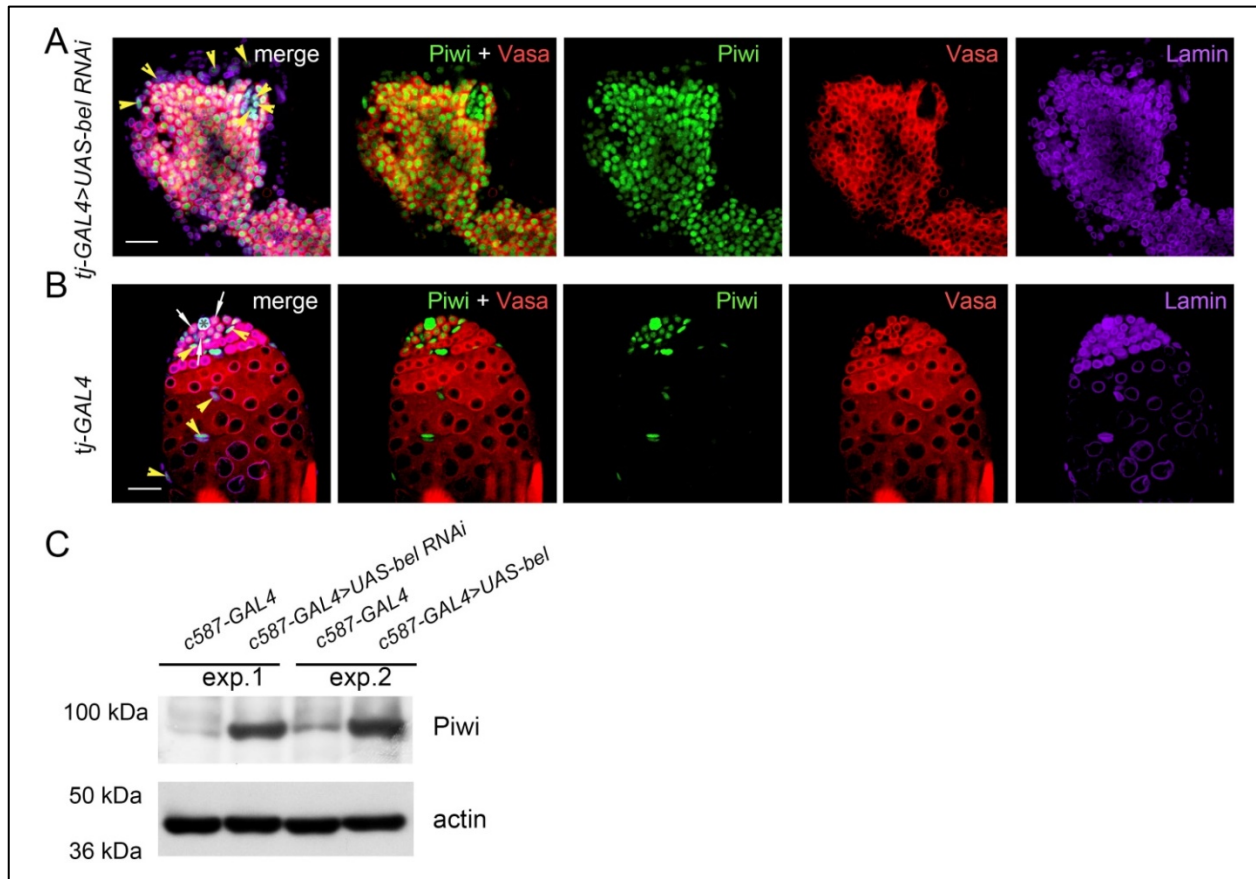 A
tj-GAL4>UAS-bel RNAi
merge
Piwi + Vasa
Piwi
Vasa
Lamin
B
tj-GAL4
merge
Piwi + Vasa
Piwi
Vasa
Lamin
C
c587-GAL4
c587-GAL4>UAS-bel RNAi
c587-GAL4
c587-GAL4>UAS-bel
exp.1
exp.2
100 kDa
Piwi
50 kDa
actin
36 kDa